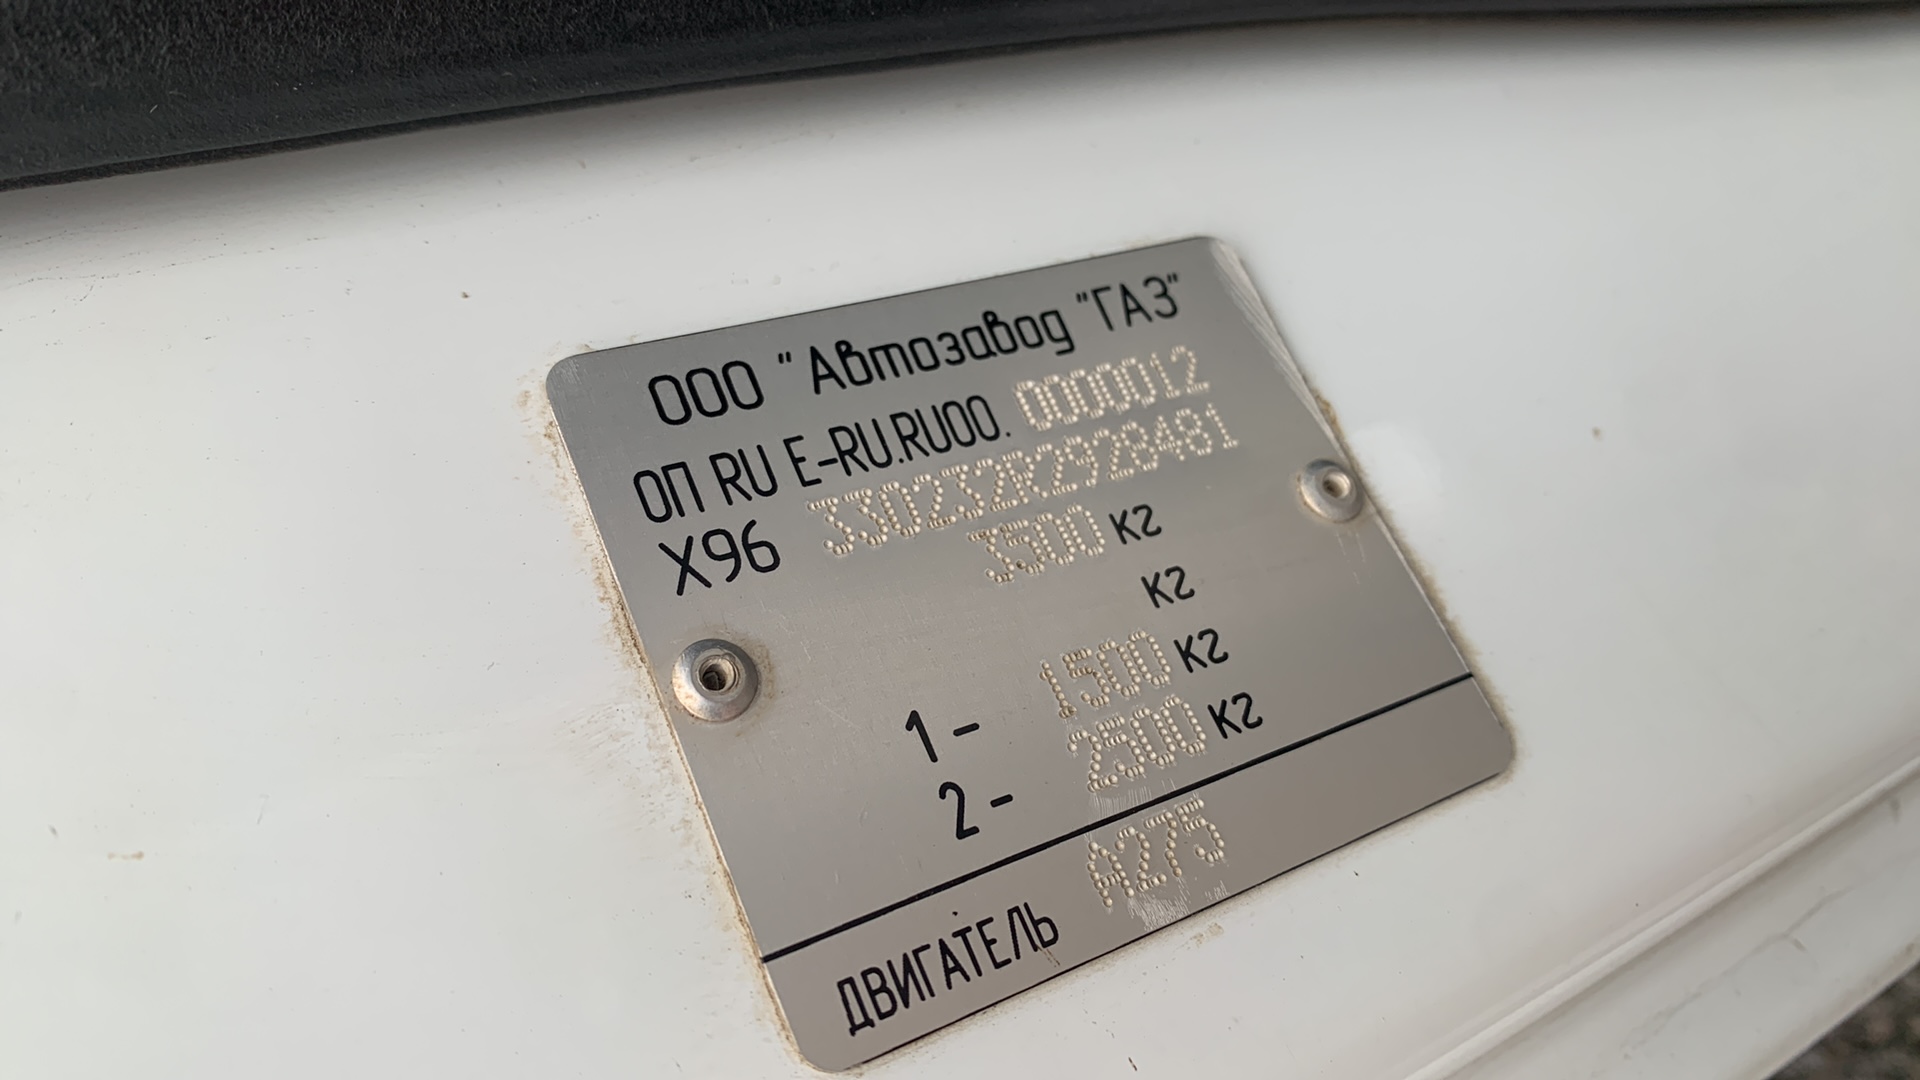 ООО "Автозавод "ГАЗ"
ОП RU E-RU.RU00. 0000012
X96 330232R2928481
3500 кг
кг
1- 1500 кг
2- 2500 кг
ДВИГАТЕЛЬ A275